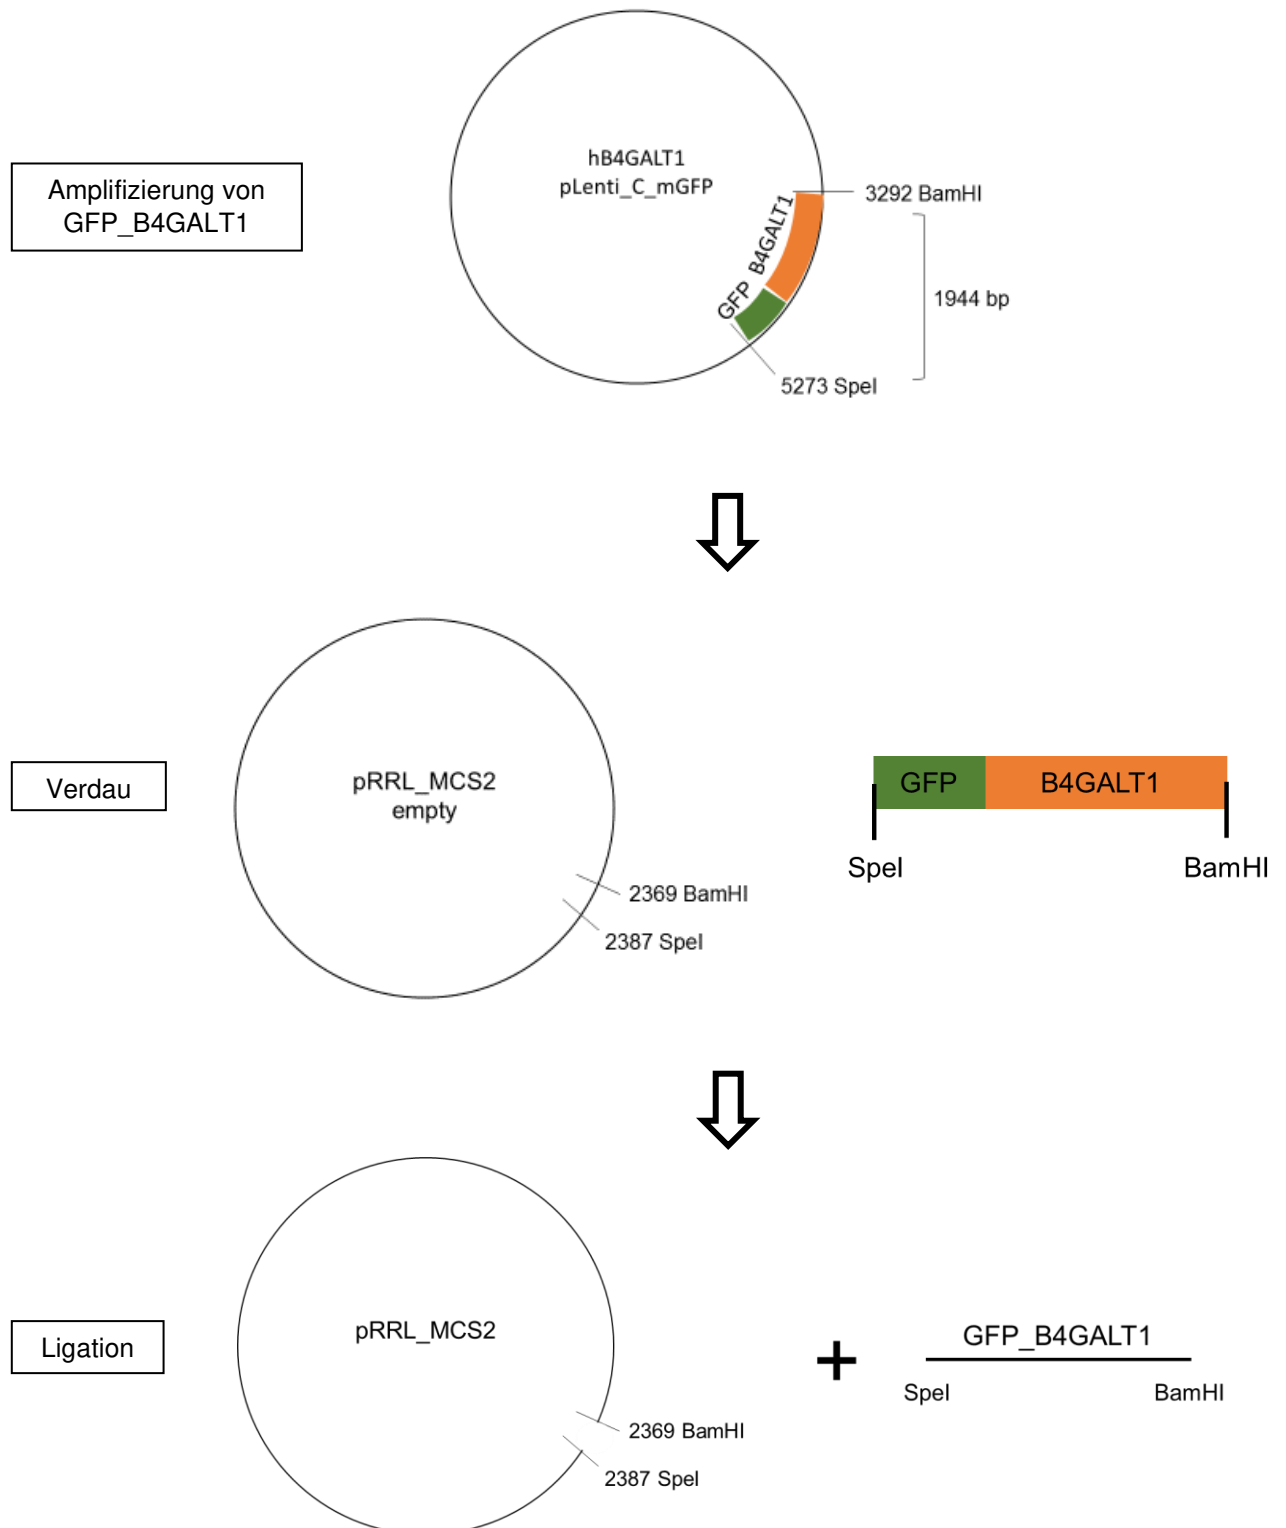 Amplifizierung von
GFP_B4GALT1
hB4GALT1
pLenti_C_mGFP
3292 BamHI
GFP B4GALT1
1944 bp
5273 SpeI
Verdau
pRRL_MCS2
empty
2369 BamHI
2387 SpeI
GFP B4GALT1
SpeI BamHI
Ligation
pRRL_MCS2
+
GFP_B4GALT1
SpeI BamHI
2369 BamHI
2387 SpeI